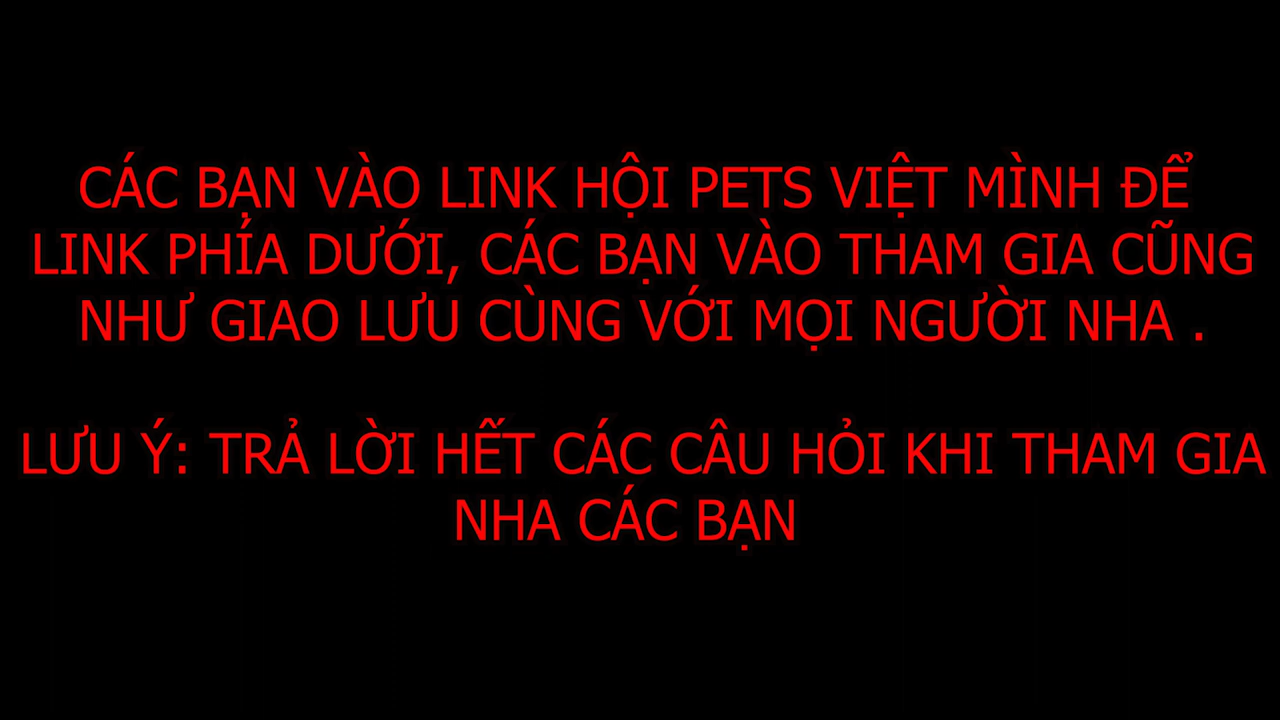 CÁC BẠN VÀO LINK HỘI PETS VIỆT MÌNH ĐỂ
LINK PHÍA DƯỚI, CÁC BẠN VÀO THAM GIA CŨNG
NHƯ GIAO LƯU CÙNG VỚI MỌI NGƯỜI NHA .
LƯU Ý: TRẢ LỜI HẾT CÁC CÂU HỎI KHI THAM GIA
NHA CÁC BẠN